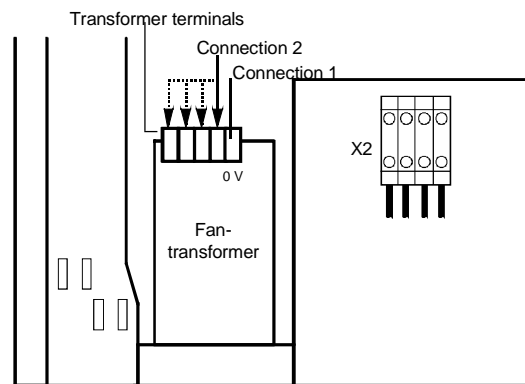 Transformer terminals
Connection 2
Connection 1
X2
0 V
Fan-
transformer